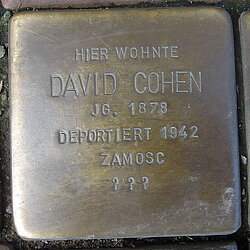 HIER WOHNTE
DAVID COHEN
JG. 1878
DEPORTIERT 1942
ZAMOSC
? ? ?